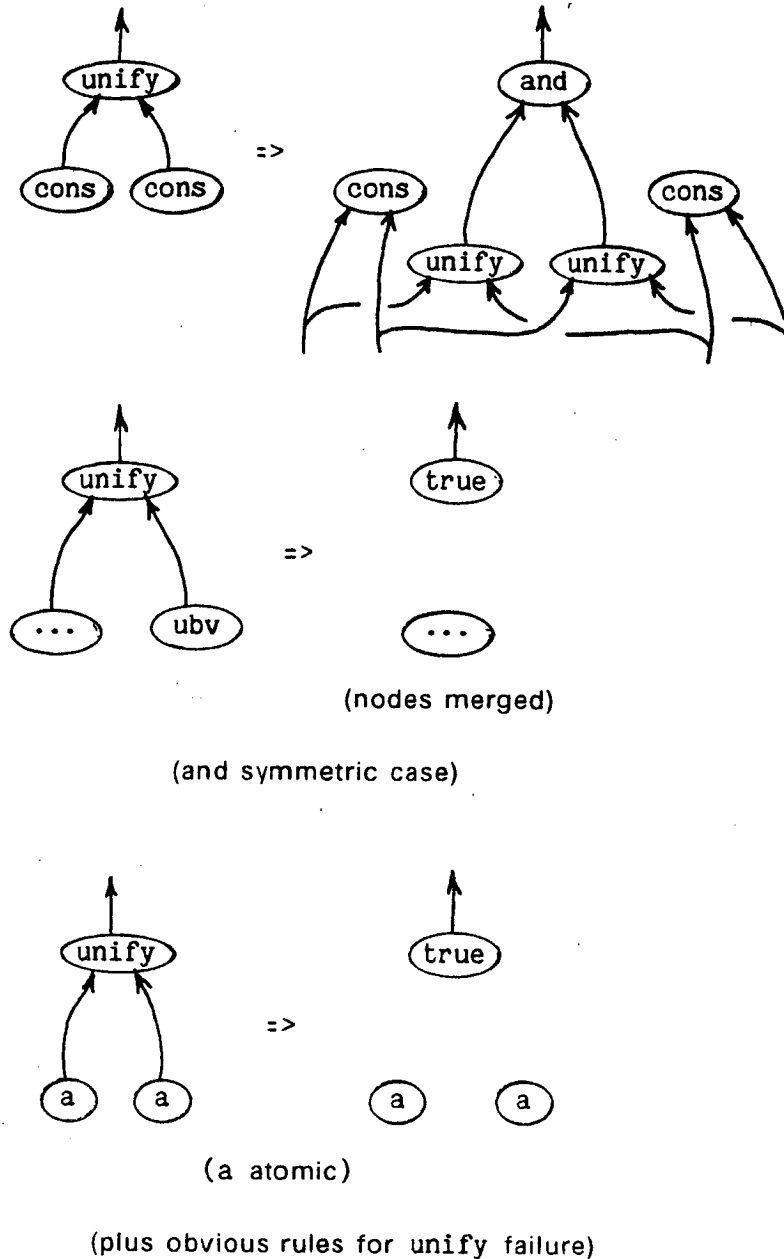 unify
and
=>
cons cons
cons
cons
unify unify
unify
true
=>
... ubv
...
(nodes merged)
(and symmetric case)
unify
true
=>
a a
a a
(a atomic)
(plus obvious rules for unify failure)